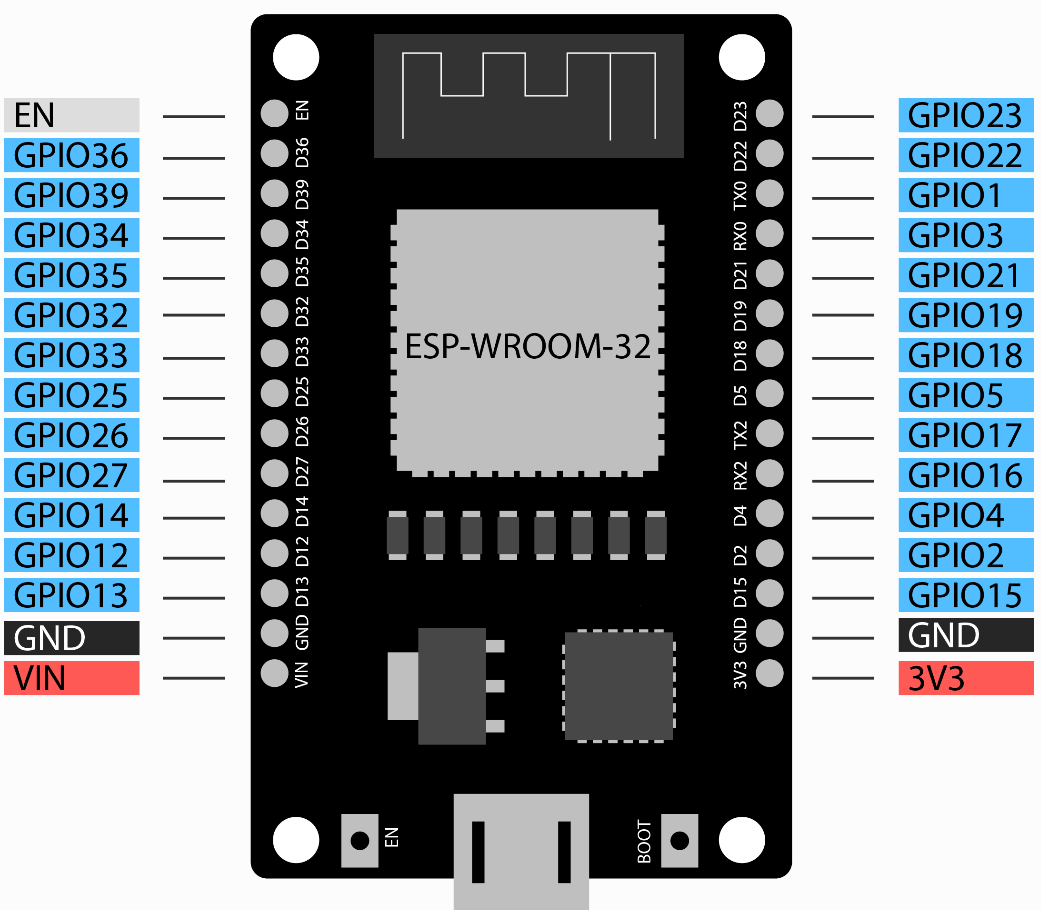 EN
GPIO36
GPIO39
GPIO34
GPIO35
GPIO32
GPIO33
GPIO25
GPIO26
GPIO27
GPIO14
GPIO12
GPIO13
GND
VIN
EN
D36
D39
D34
D35
D32
D33
D25
D26
D27
D14
D12
D13
GND
VIN
ESP-WROOM-32
EN
BOOT
D23
D22
TX0
RX0
D21
D19
D18
D5
TX2
RX2
D4
D2
D15
GND
3V3
GPIO23
GPIO22
GPIO1
GPIO3
GPIO21
GPIO19
GPIO18
GPIO5
GPIO17
GPIO16
GPIO4
GPIO2
GPIO15
GND
3V3